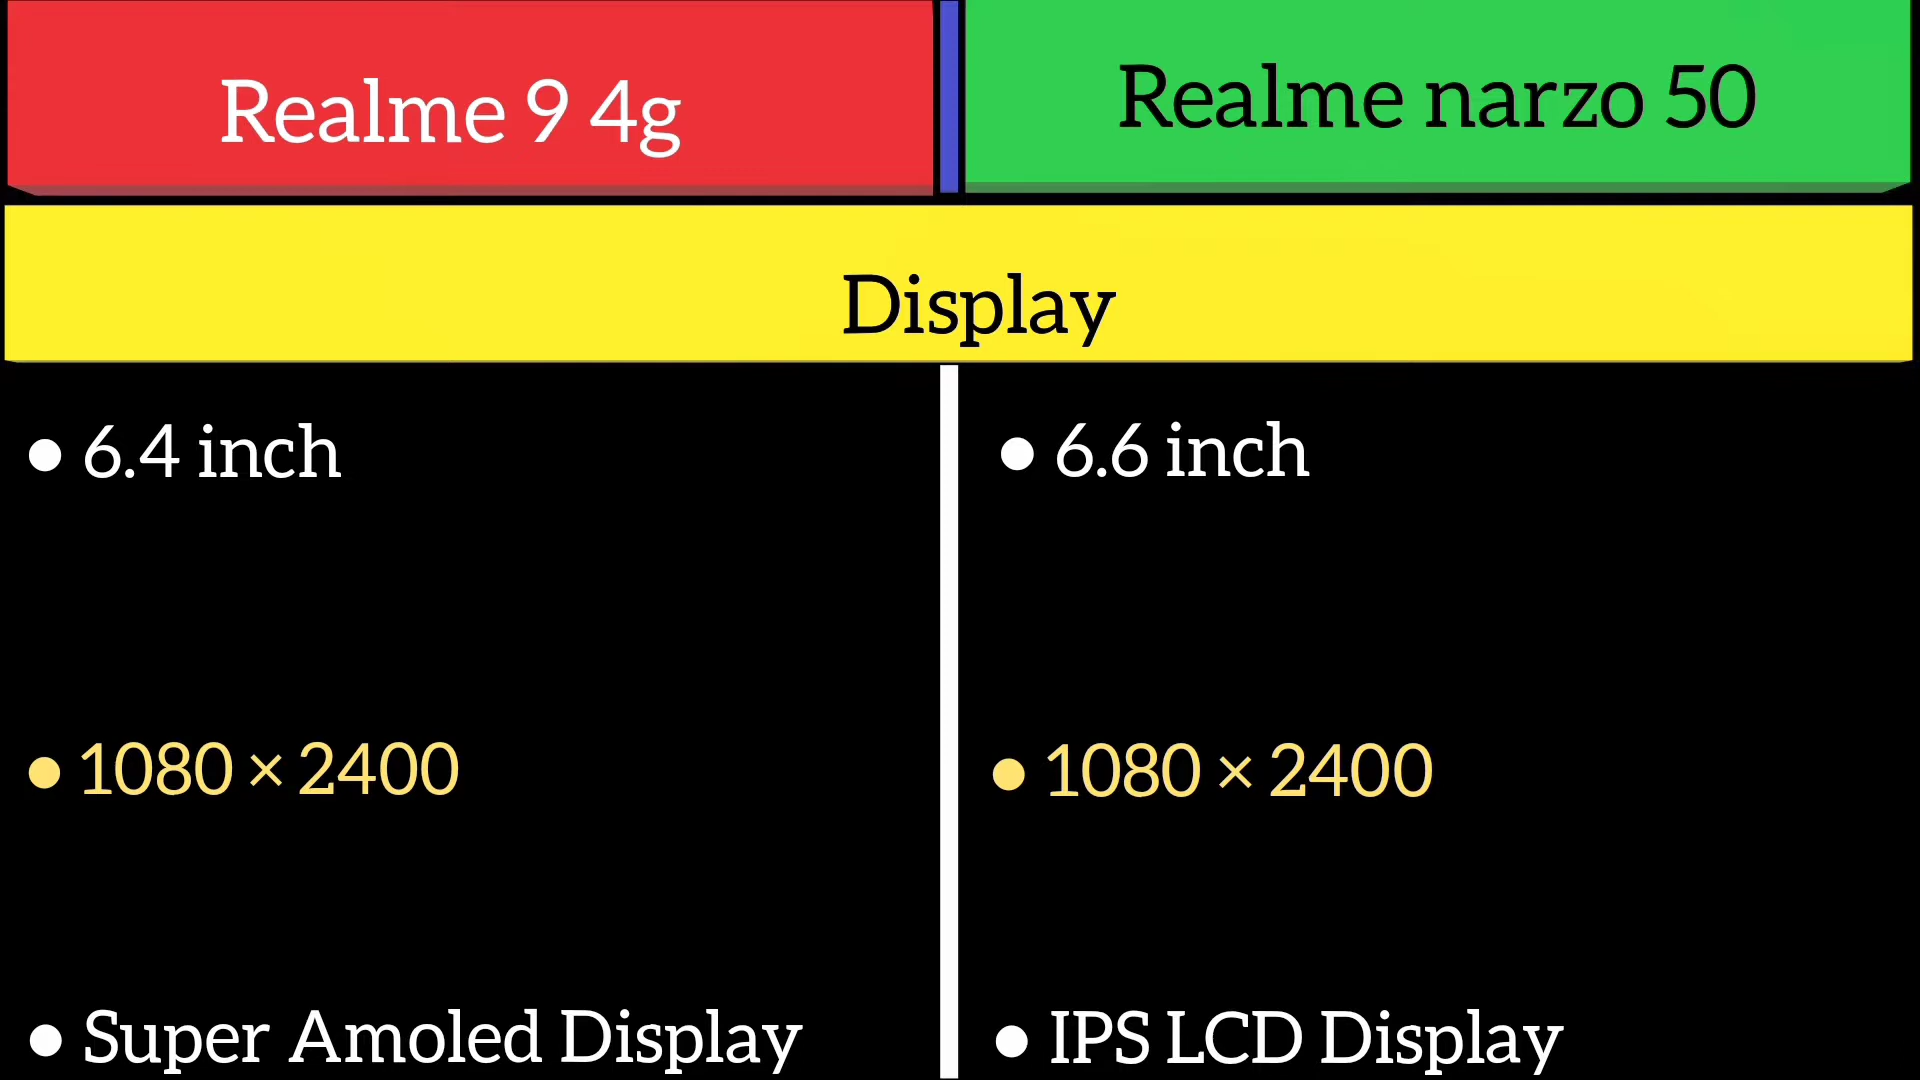 Realme 9 4g
Realme narzo 50
Display
● 6.4 inch
● 6.6 inch
● 1080 × 2400
● 1080 × 2400
● Super Amoled Display
● IPS LCD Display